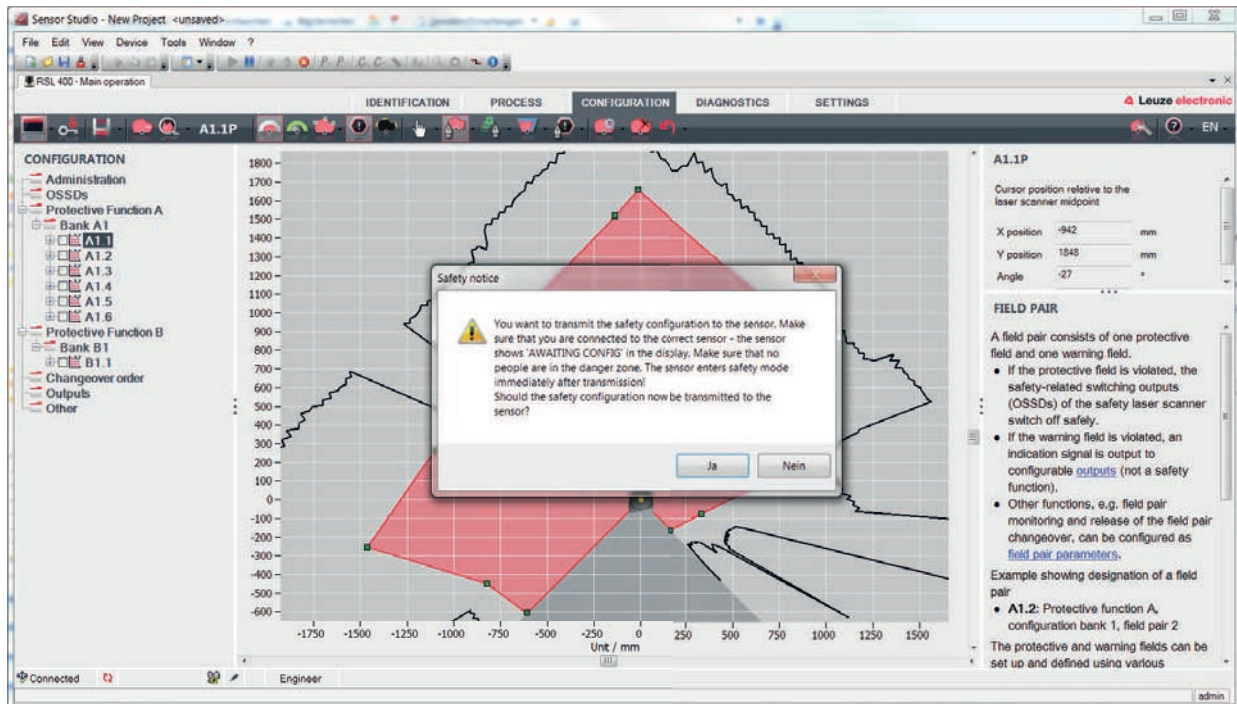 Sensor Studio - New Project <unsaved>
File Edit View Device Tools Window ?
RSL 400 - Main operation
IDENTIFICATION PROCESS CONFIGURATION DIAGNOSTICS SETTINGS
Leuze electronic
A1.1P
EN
CONFIGURATION
Administration
OSSDs
Protective Function A
Bank A1
A1.1
A1.2
A1.3
A1.4
A1.5
A1.6
Protective Function B
Bank B1
B1.1
Changeover order
Outputs
Other
1800
1700
1600
1500
1400
1300
1200
1100
1000
900
800
700
600
500
400
300
200
100
0
-100
-200
-300
-400
-500
-600
-1750 -1500 -1250 -1000 -750 -500 -250 0 250 500 750 1000 1250 1500
Unt / mm
Safety notice
You want to transmit the safety configuration to the sensor. Make
sure that you are connected to the correct sensor - the sensor
shows 'AWAITING CONFIG' in the display. Make sure that no
people are in the danger zone. The sensor enters safety mode
immediately after transmission!
Should the safety configuration now be transmitted to the
sensor?
Ja Nein
A1.1P
Cursor position reletive to the
laser scanner midpoint
X position -942 mm
Y position 1848 mm
Angle -27 °
FIELD PAIR
A field pair consists of one protective
field and one warning field.
• If the protective field is violated, the
safety-related switching outputs
(OSSDs) of the safety laser scanner
switch off safely.
• If the warning field is violated, an
indication signal is output to
configurable outputs (not a safety
function).
• Other functions, e.g. field pair
monitoring and release of the field pair
changeover, can be configured as
field pair parameters.
Example showing designation of a field
pair
• A1.2: Protective function A,
configuration bank 1, field pair 2
The protective and warning fields can be
set up and defined using various
Connected
Engineer
admin